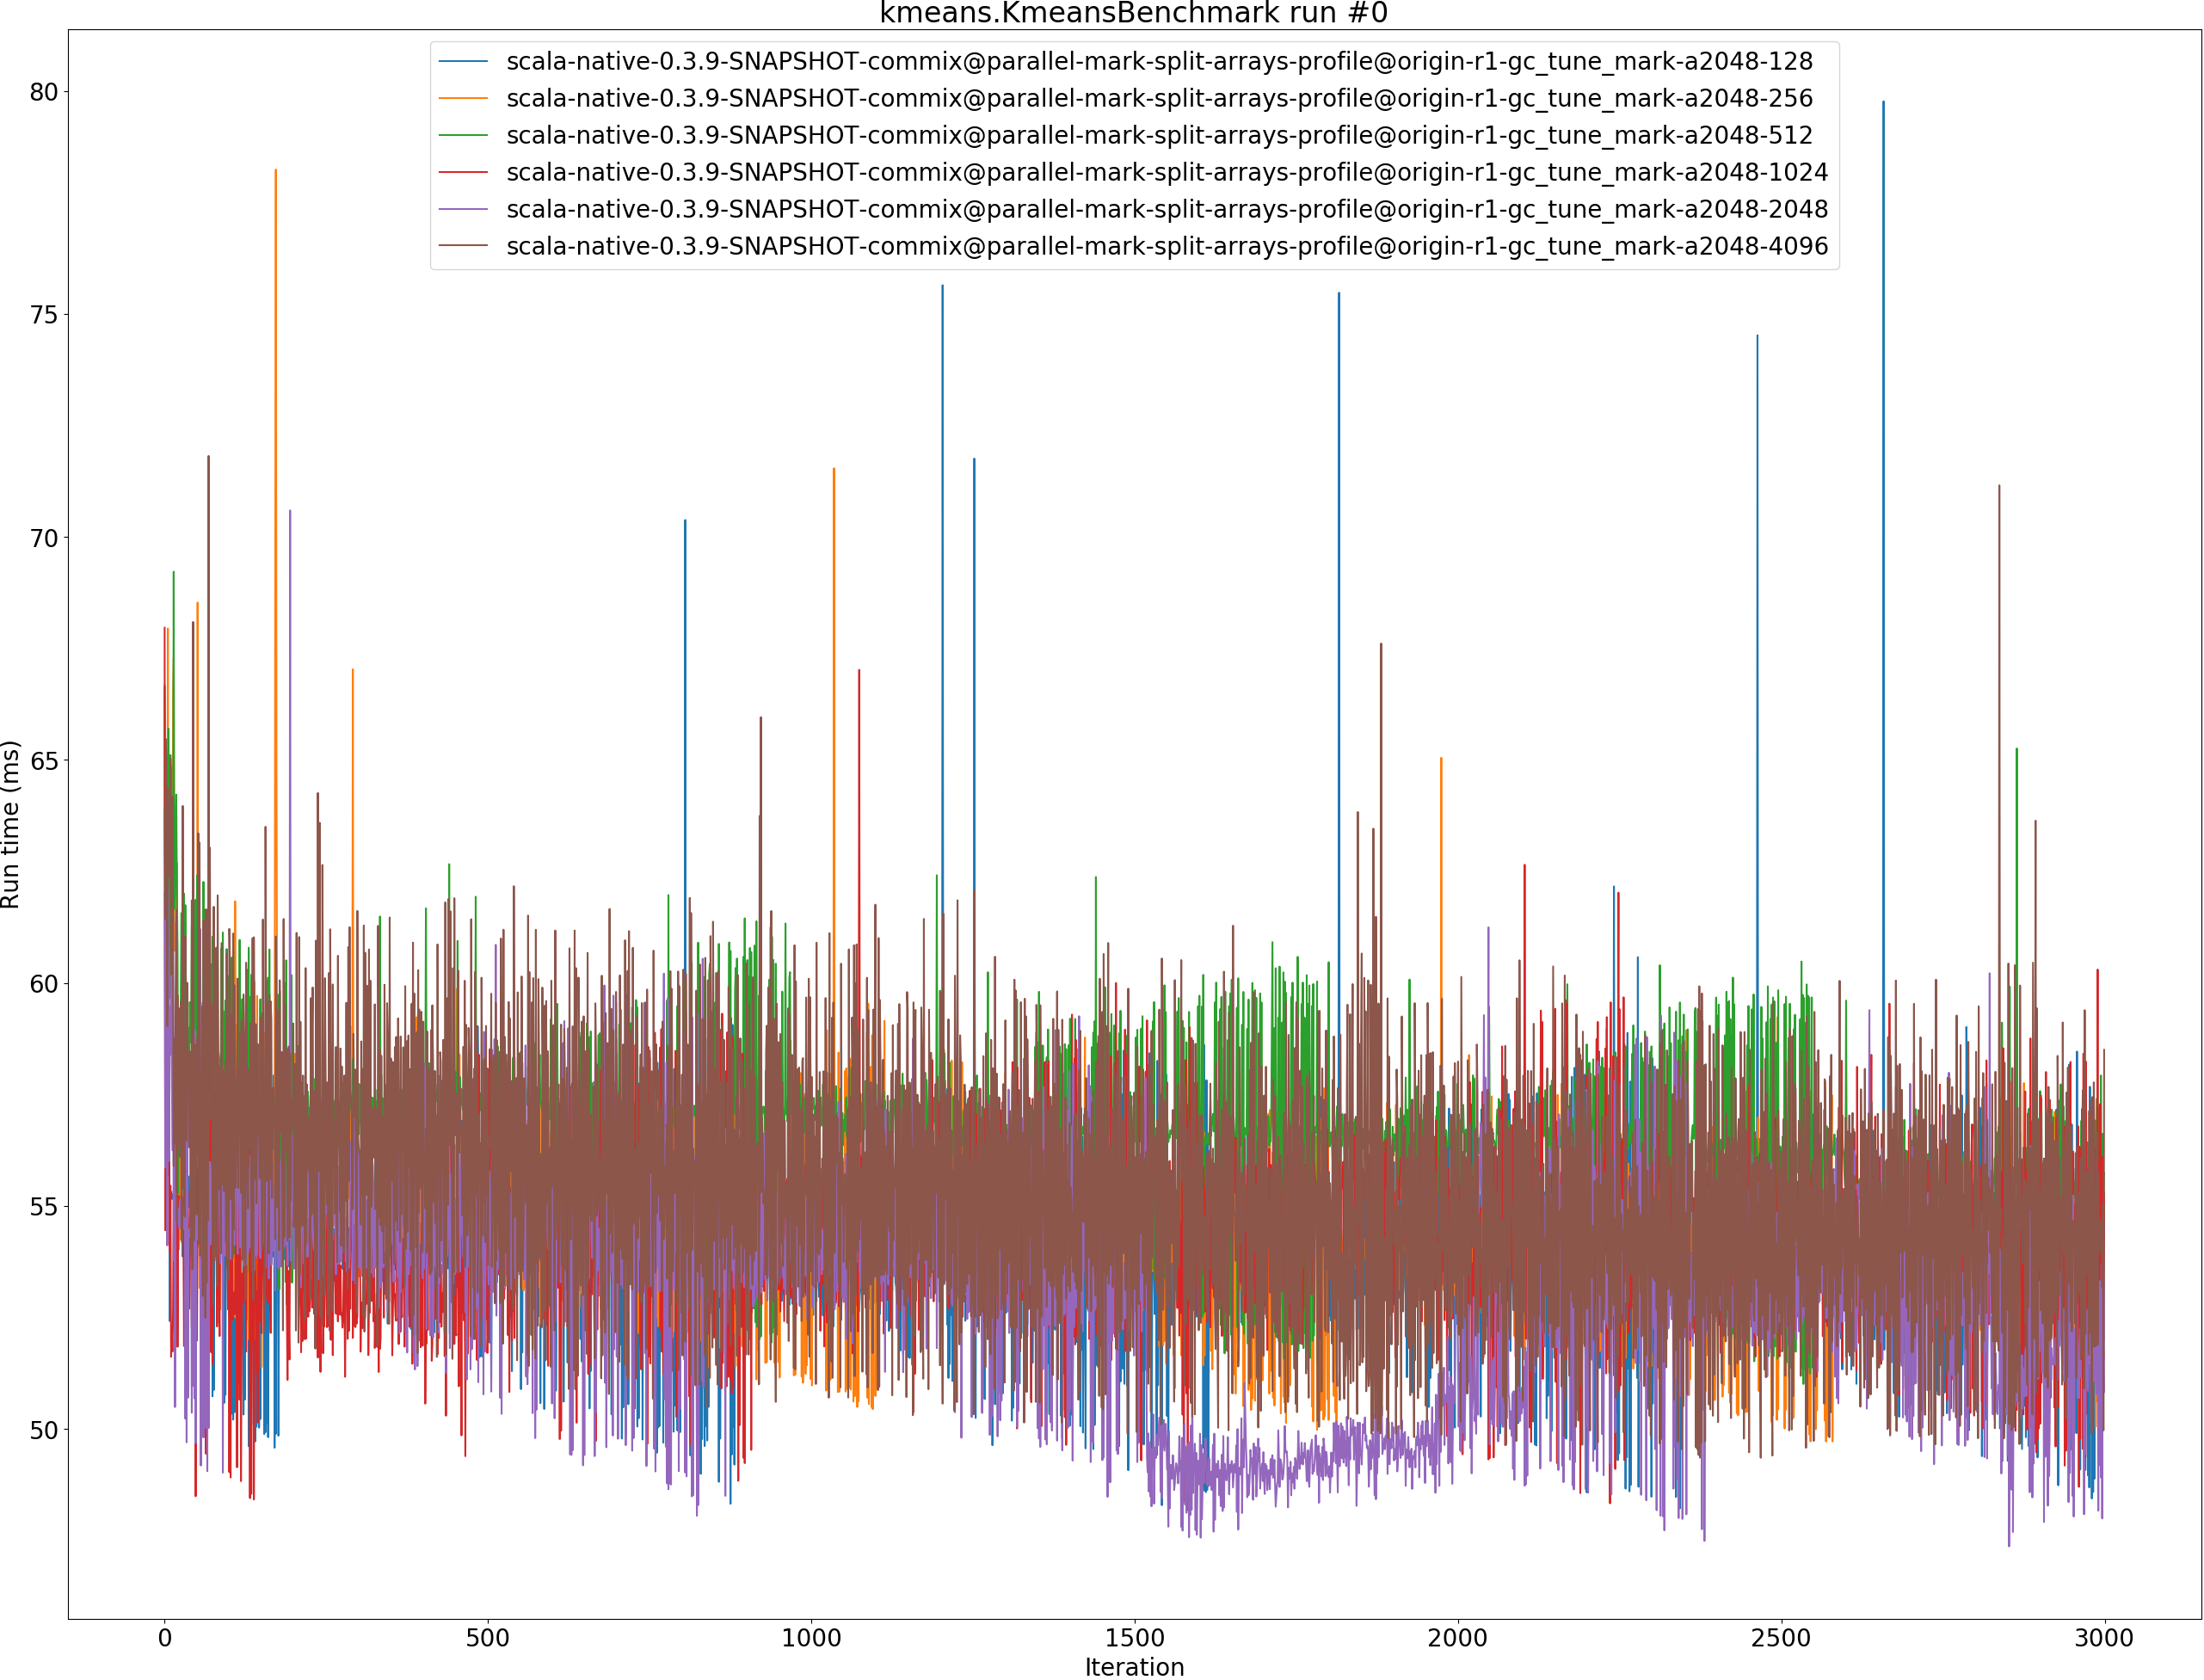 kmeans.KmeansBenchmark run #0
scala-native-0.3.9-SNAPSHOT-commix@parallel-mark-split-arrays-profile@origin-r1-gc_tune_mark-a2048-128
scala-native-0.3.9-SNAPSHOT-commix@parallel-mark-split-arrays-profile@origin-r1-gc_tune_mark-a2048-256
scala-native-0.3.9-SNAPSHOT-commix@parallel-mark-split-arrays-profile@origin-r1-gc_tune_mark-a2048-512
scala-native-0.3.9-SNAPSHOT-commix@parallel-mark-split-arrays-profile@origin-r1-gc_tune_mark-a2048-1024
scala-native-0.3.9-SNAPSHOT-commix@parallel-mark-split-arrays-profile@origin-r1-gc_tune_mark-a2048-2048
scala-native-0.3.9-SNAPSHOT-commix@parallel-mark-split-arrays-profile@origin-r1-gc_tune_mark-a2048-4096
80
75
70
65
60
55
50
Run time (ms)
0 500 1000 1500 2000 2500 3000
Iteration